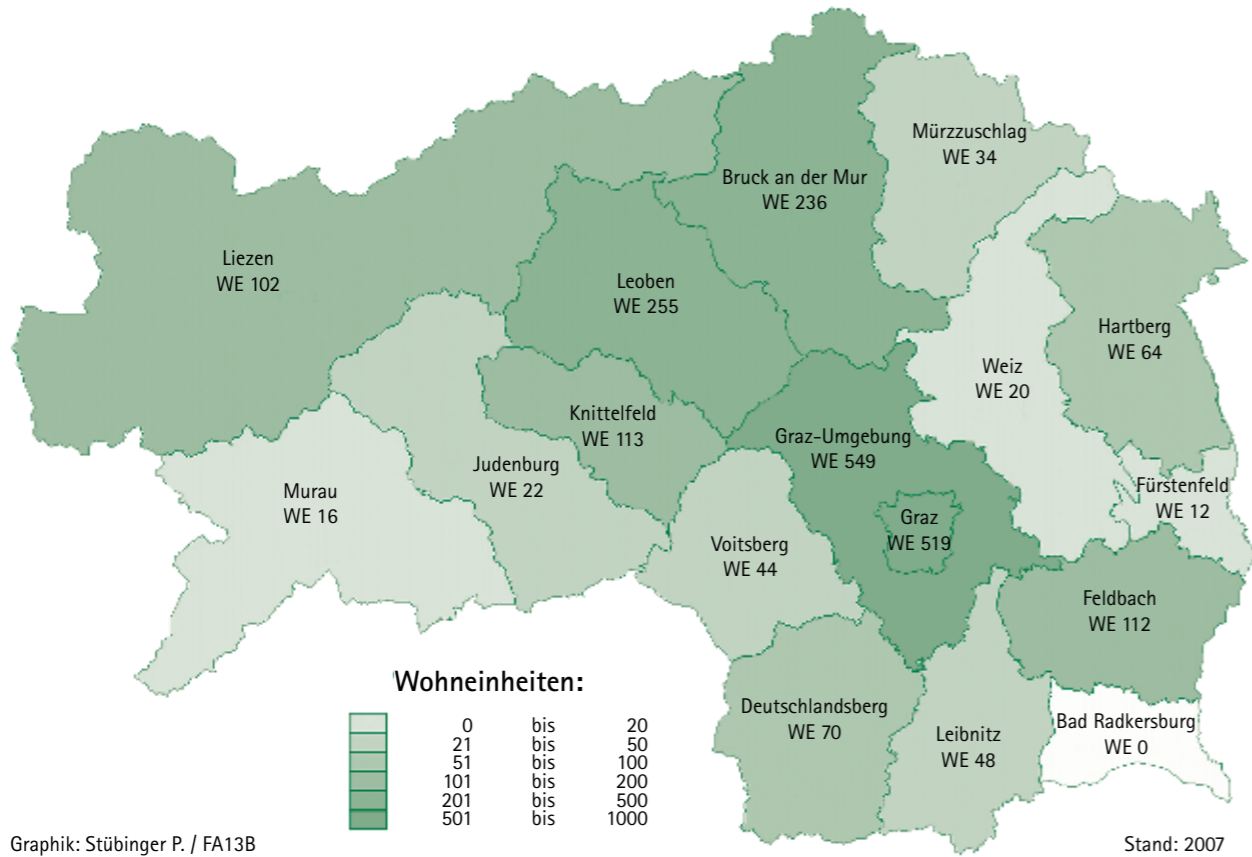 Mürzzuschlag
WE 34
Bruck an der Mur
WE 236
Liezen
WE 102
Leoben
WE 255
Hartberg
WE 64
Weiz
WE 20
Knittelfeld
WE 113
Graz-Umgebung
WE 549
Judenburg
WE 22
Murau
WE 16
Fürstenfeld
WE 12
Graz
WE 519
Voitsberg
WE 44
Feldbach
WE 112
Deutschlandsberg
WE 70
Leibnitz
WE 48
Bad Radkersburg
WE 0
Wohneinheiten:
0 bis 20
21 bis 50
51 bis 100
101 bis 200
201 bis 500
501 bis 1000
Graphik: Stübinger P. / FA13B
Stand: 2007